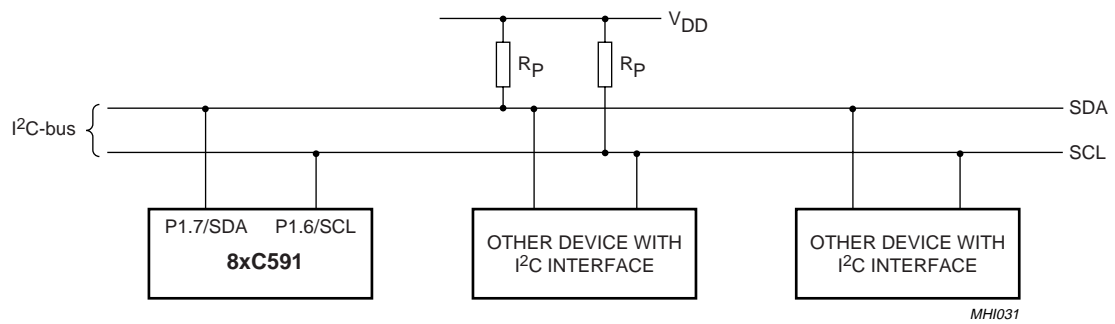 V_DD
R_P R_P
SDA
I²C-bus
SCL
P1.7/SDA P1.6/SCL
8xC591
OTHER DEVICE WITH
I²C INTERFACE
OTHER DEVICE WITH
I²C INTERFACE
MHI031